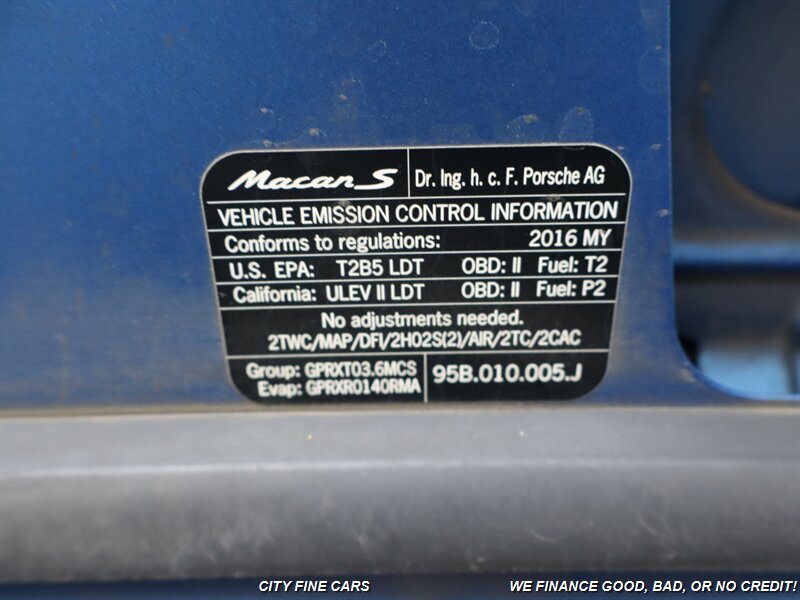 Macan S Dr. Ing. h. c. F. Porsche AG
VEHICLE EMISSION CONTROL INFORMATION
Conforms to regulations: 2016 MY
U.S. EPA: T2B5 LDT OBD: II Fuel: T2
California: ULEV II LDT OBD: II Fuel: P2
No adjustments needed.
2TWC/MAP/DFI/2HO2S(2)/AIR/2TC/2CAC
Group: GPRXT03.6MCS
Evap: GPRXR0140RMA
95B.010.005.J
CITY FINE CARS WE FINANCE GOOD, BAD, OR NO CREDIT!